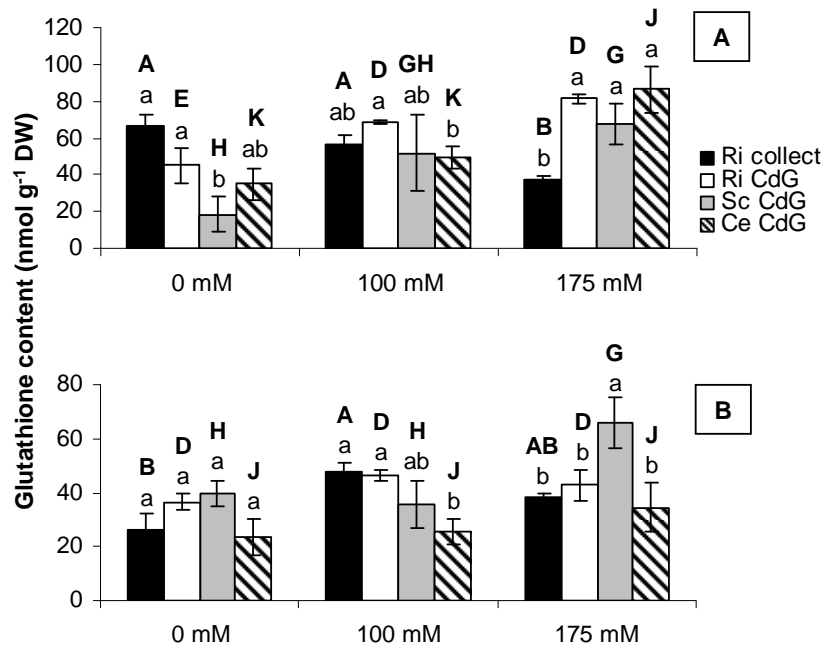 Glutathione content (nmol g⁻¹ DW)
A
120
100
80
60
40
20
0
A E H K
a a b ab
A D GH K
ab a ab b
B D G J
b a a a
0 mM 100 mM 175 mM
Ri collect
Ri CdG
Sc CdG
Ce CdG
B
80
60
40
20
0
B D H J
a a a a
A D H J
a a ab b
AB D G J
b b a b
0 mM 100 mM 175 mM